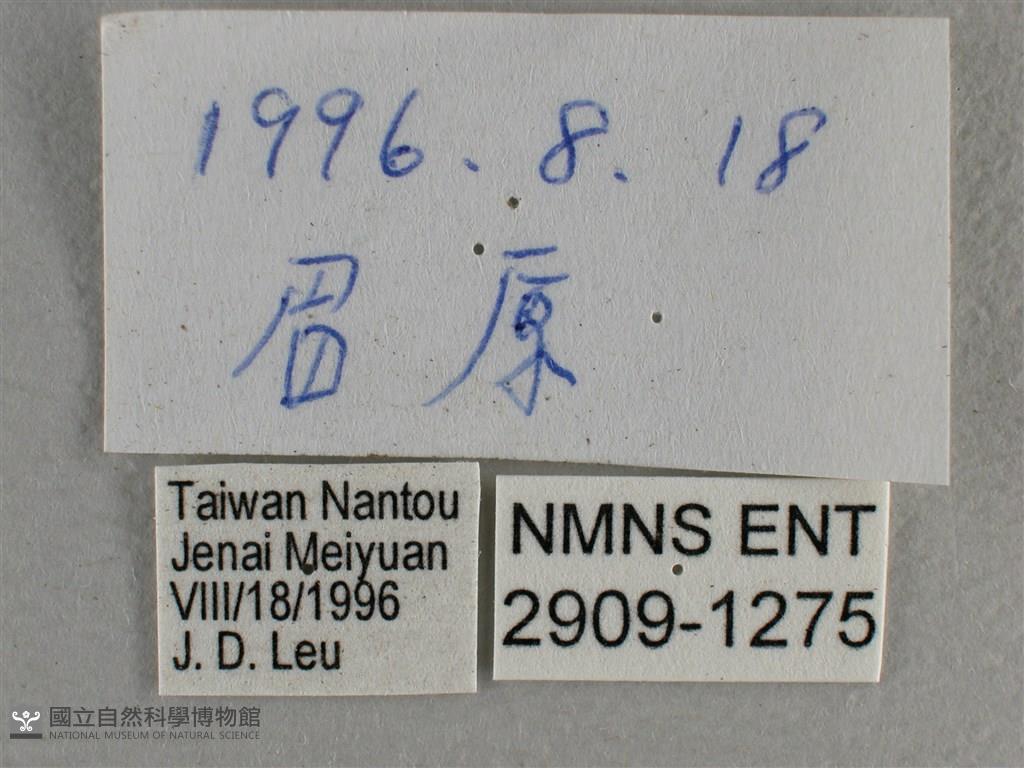 1996.8.18
眉原
Taiwan Nantou
Jenai Meiyuan
VIII/18/1996
J. D. Leu
NMNS ENT
2909-1275
國立自然科學博物館
NATIONAL MUSEUM OF NATURAL SCIENCE